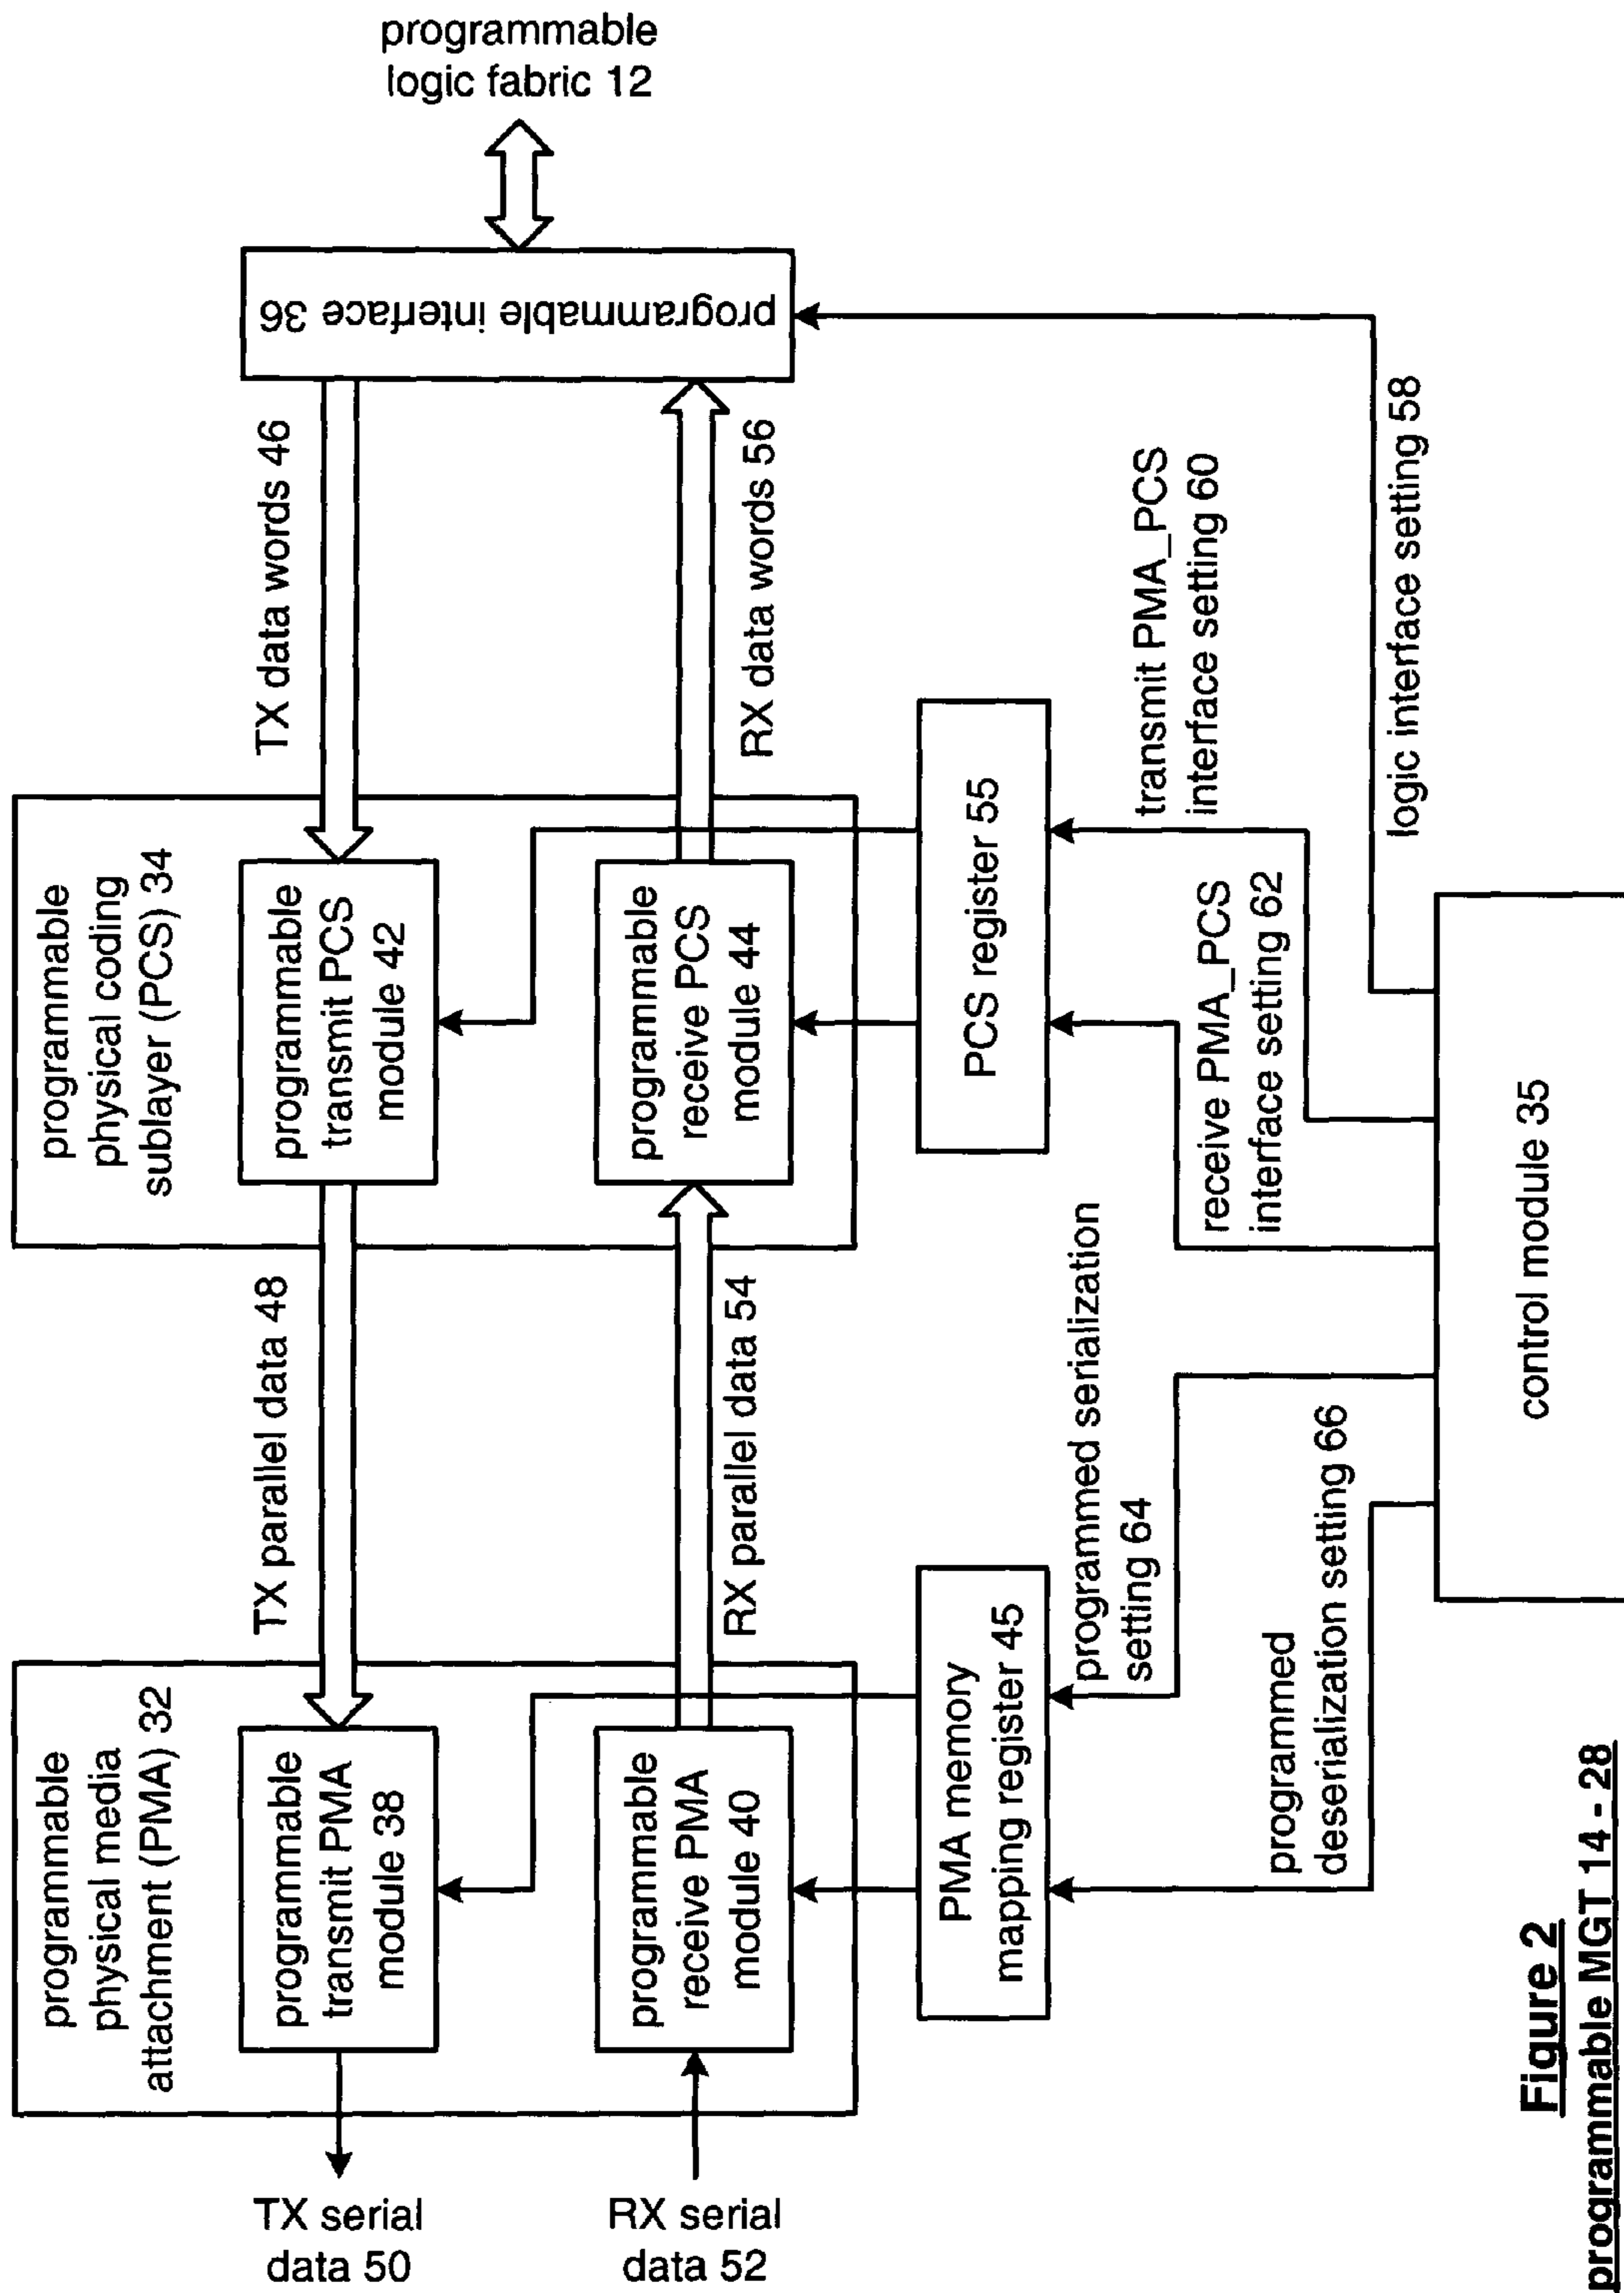 programmable
physical media
attachment (PMA) 32
programmable
transmit PMA
module 38
programmable
receive PMA
module 40
TX serial
data 50
RX serial
data 52
TX parallel data 48
RX parallel data 54
programmable
physical coding
sublayer (PCS) 34
programmable
transmit PCS
module 42
programmable
receive PCS
module 44
TX data words 46
RX data words 56
programmable interface 36
programmable
logic fabric 12
PMA memory
mapping register 45
PCS register 55
programmed serialization
setting 64
programmed
deserialization setting 66
receive PMA_PCS
interface setting 62
transmit PMA_PCS
interface setting 60
logic interface setting 58
control module 35
Figure 2
programmable MGT 14 - 28